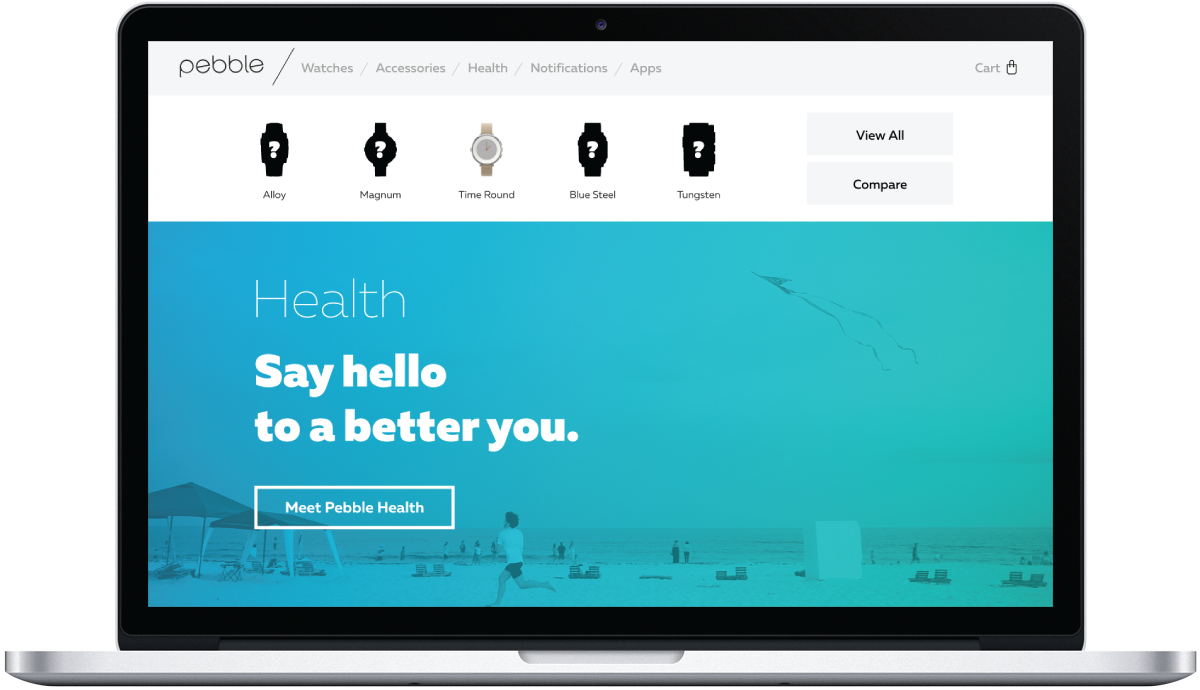 pebble / Watches / Accessories / Health / Notifications / Apps Cart
? ? ? ?
Alloy Magnum Time Round Blue Steel Tungsten
View All
Compare
Health
Say hello
to a better you.
Meet Pebble Health